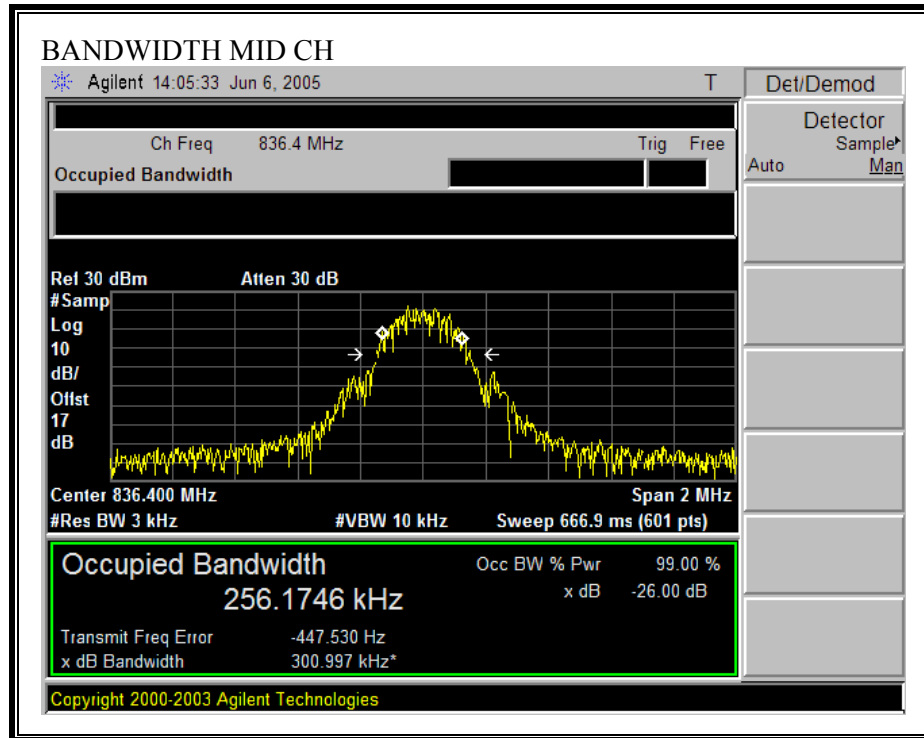 BANDWIDTH MID CH
Agilent 14:05:33 Jun 6, 2005 T
Det/Demod
Detector
Sample
Auto Man
Ch Freq 836.4 MHz Trig Free
Occupied Bandwidth
Ref 30 dBm Atten 30 dB
#Samp
Log
10
dB/
Offst
17
dB
Center 836.400 MHz Span 2 MHz
#Res BW 3 kHz #VBW 10 kHz Sweep 666.9 ms (601 pts)
Occupied Bandwidth Occ BW % Pwr 99.00 %
256.1746 kHz x dB -26.00 dB
Transmit Freq Error -447.530 Hz
x dB Bandwidth 300.997 kHz*
Copyright 2000-2003 Agilent Technologies